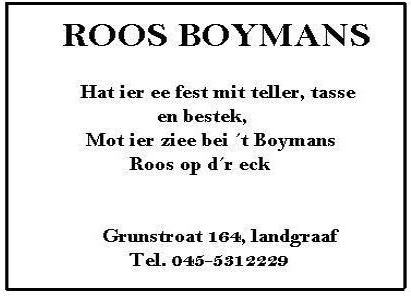 ROOS BOYMANS
Hat ier ee fest mit teller, tasse
en bestek,
Mot ier ziee bei ´t Boymans
Roos op d´r eck
Grunstroat 164, landgraaf
Tel. 045-5312229